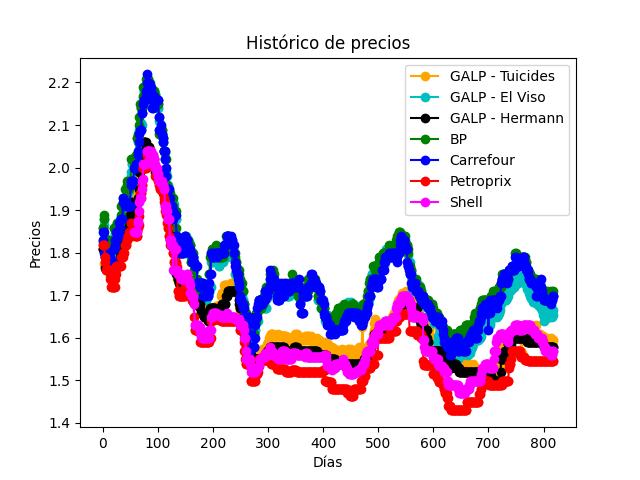 Histórico de precios
Precios
2.2
2.1
2.0
1.9
1.8
1.7
1.6
1.5
1.4
GALP - Tuicides
GALP - El Viso
GALP - Hermann
BP
Carrefour
Petroprix
Shell
0 100 200 300 400 500 600 700 800
Días